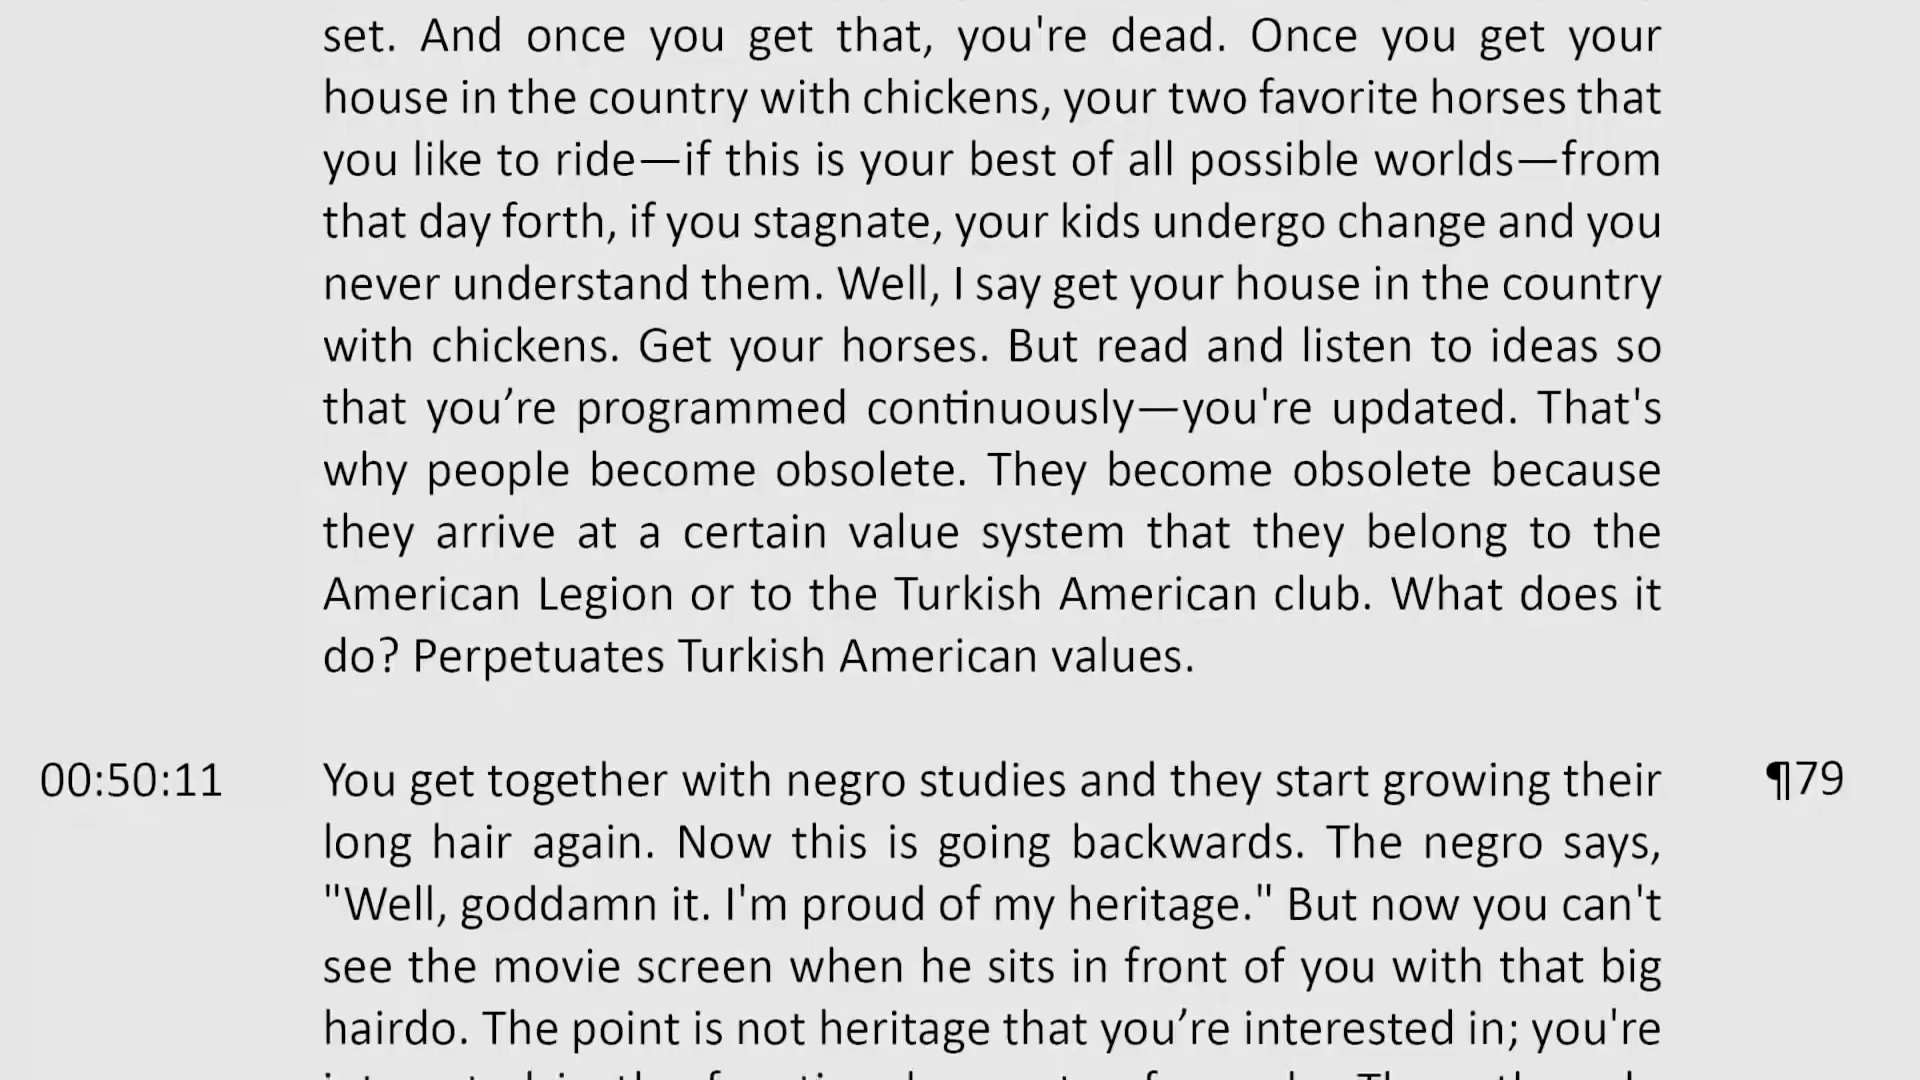 set. And once you get that, you're dead. Once you get your
house in the country with chickens, your two favorite horses that
you like to ride—if this is your best of all possible worlds—from
that day forth, if you stagnate, your kids undergo change and you
never understand them. Well, I say get your house in the country
with chickens. Get your horses. But read and listen to ideas so
that you’re programmed continuously—you're updated. That's
why people become obsolete. They become obsolete because
they arrive at a certain value system that they belong to the
American Legion or to the Turkish American club. What does it
do? Perpetuates Turkish American values.
00:50:11 You get together with negro studies and they start growing their ¶79
long hair again. Now this is going backwards. The negro says,
"Well, goddamn it. I'm proud of my heritage." But now you can't
see the movie screen when he sits in front of you with that big
hairdo. The point is not heritage that you’re interested in; you're